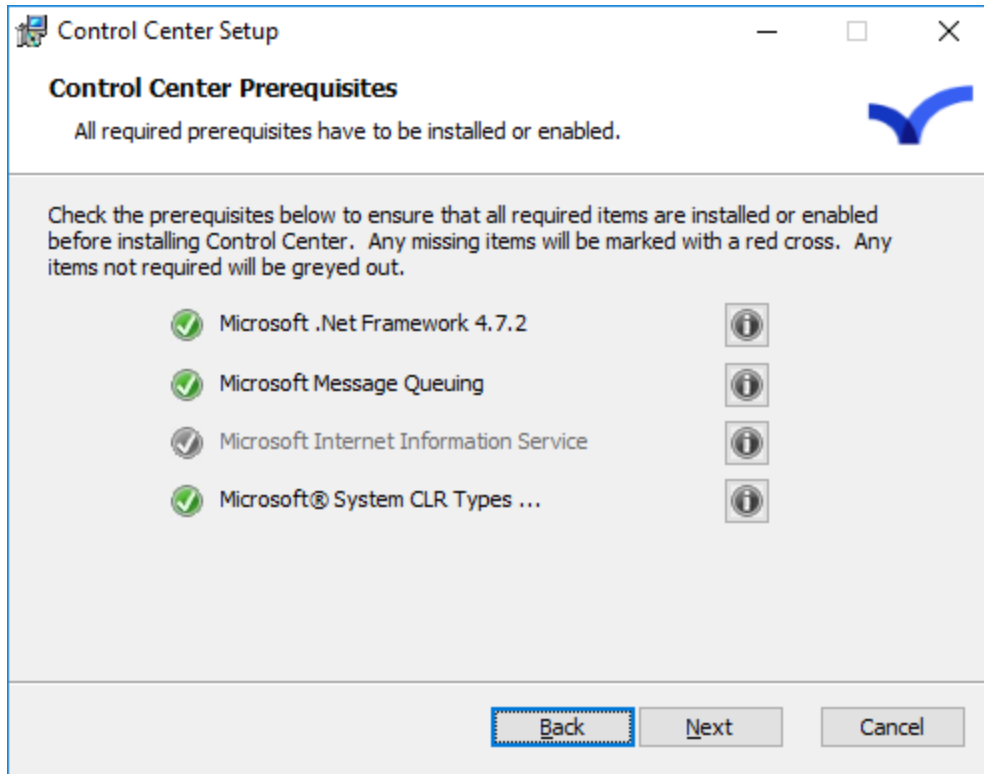 Control Center Setup
Control Center Prerequisites
All required prerequisites have to be installed or enabled.
Check the prerequisites below to ensure that all required items are installed or enabled
before installing Control Center.  Any missing items will be marked with a red cross.  Any
items not required will be greyed out.
Microsoft .Net Framework 4.7.2
Microsoft Message Queuing
Microsoft Internet Information Service
Microsoft® System CLR Types ...
Back Next Cancel